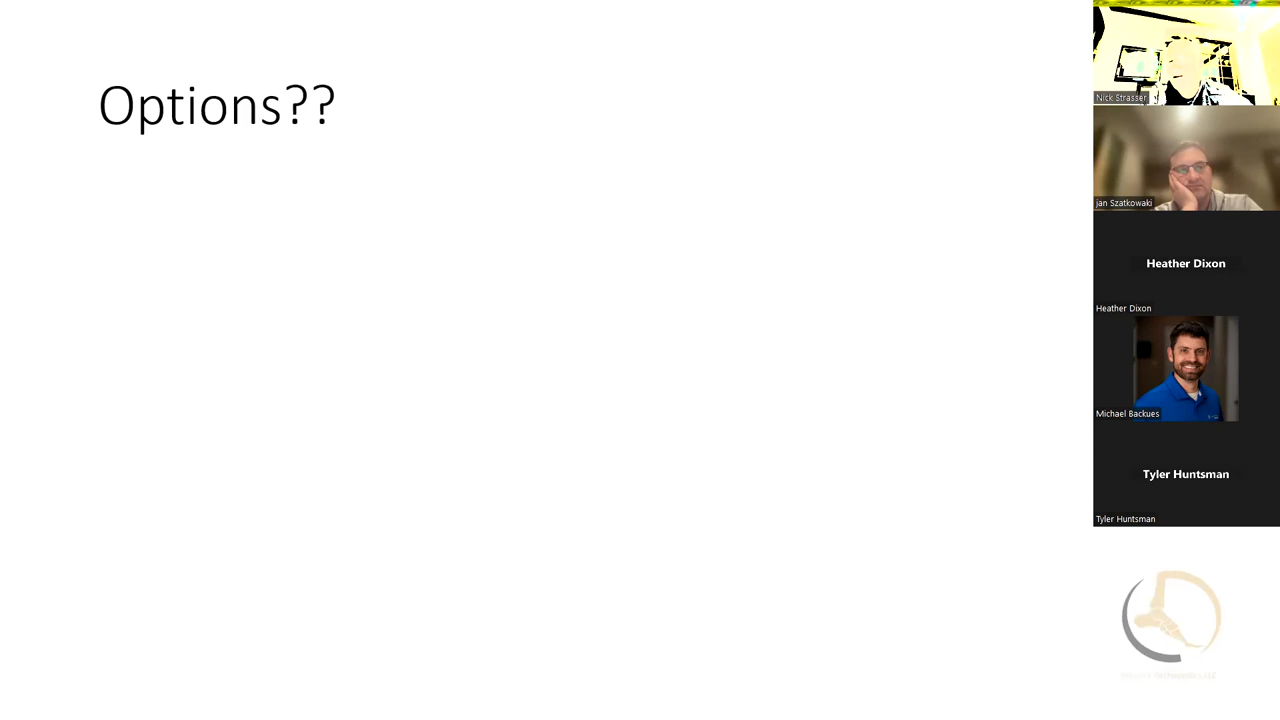 Options??
Nick Strasser
jan Szatkowaki
Heather Dixon
Heather Dixon
Michael Backues
Tyler Huntsman
Tyler Huntsman